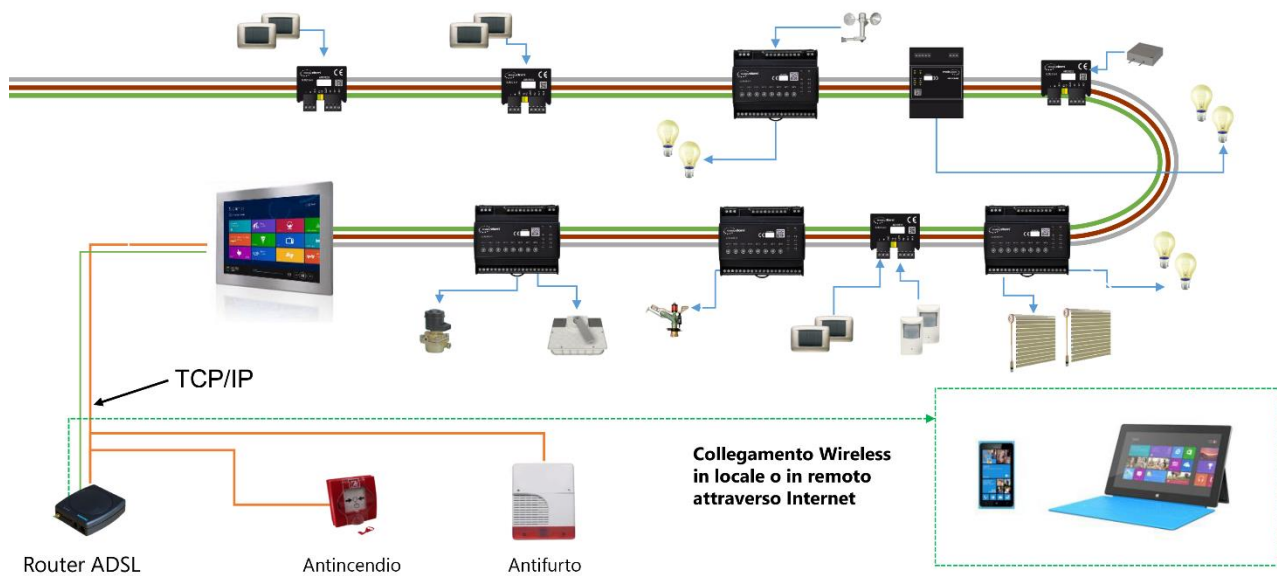 TCP/IP
Collegamento Wireless
in locale o in remoto
attraverso Internet
Router ADSL
Antincendio
Antifurto